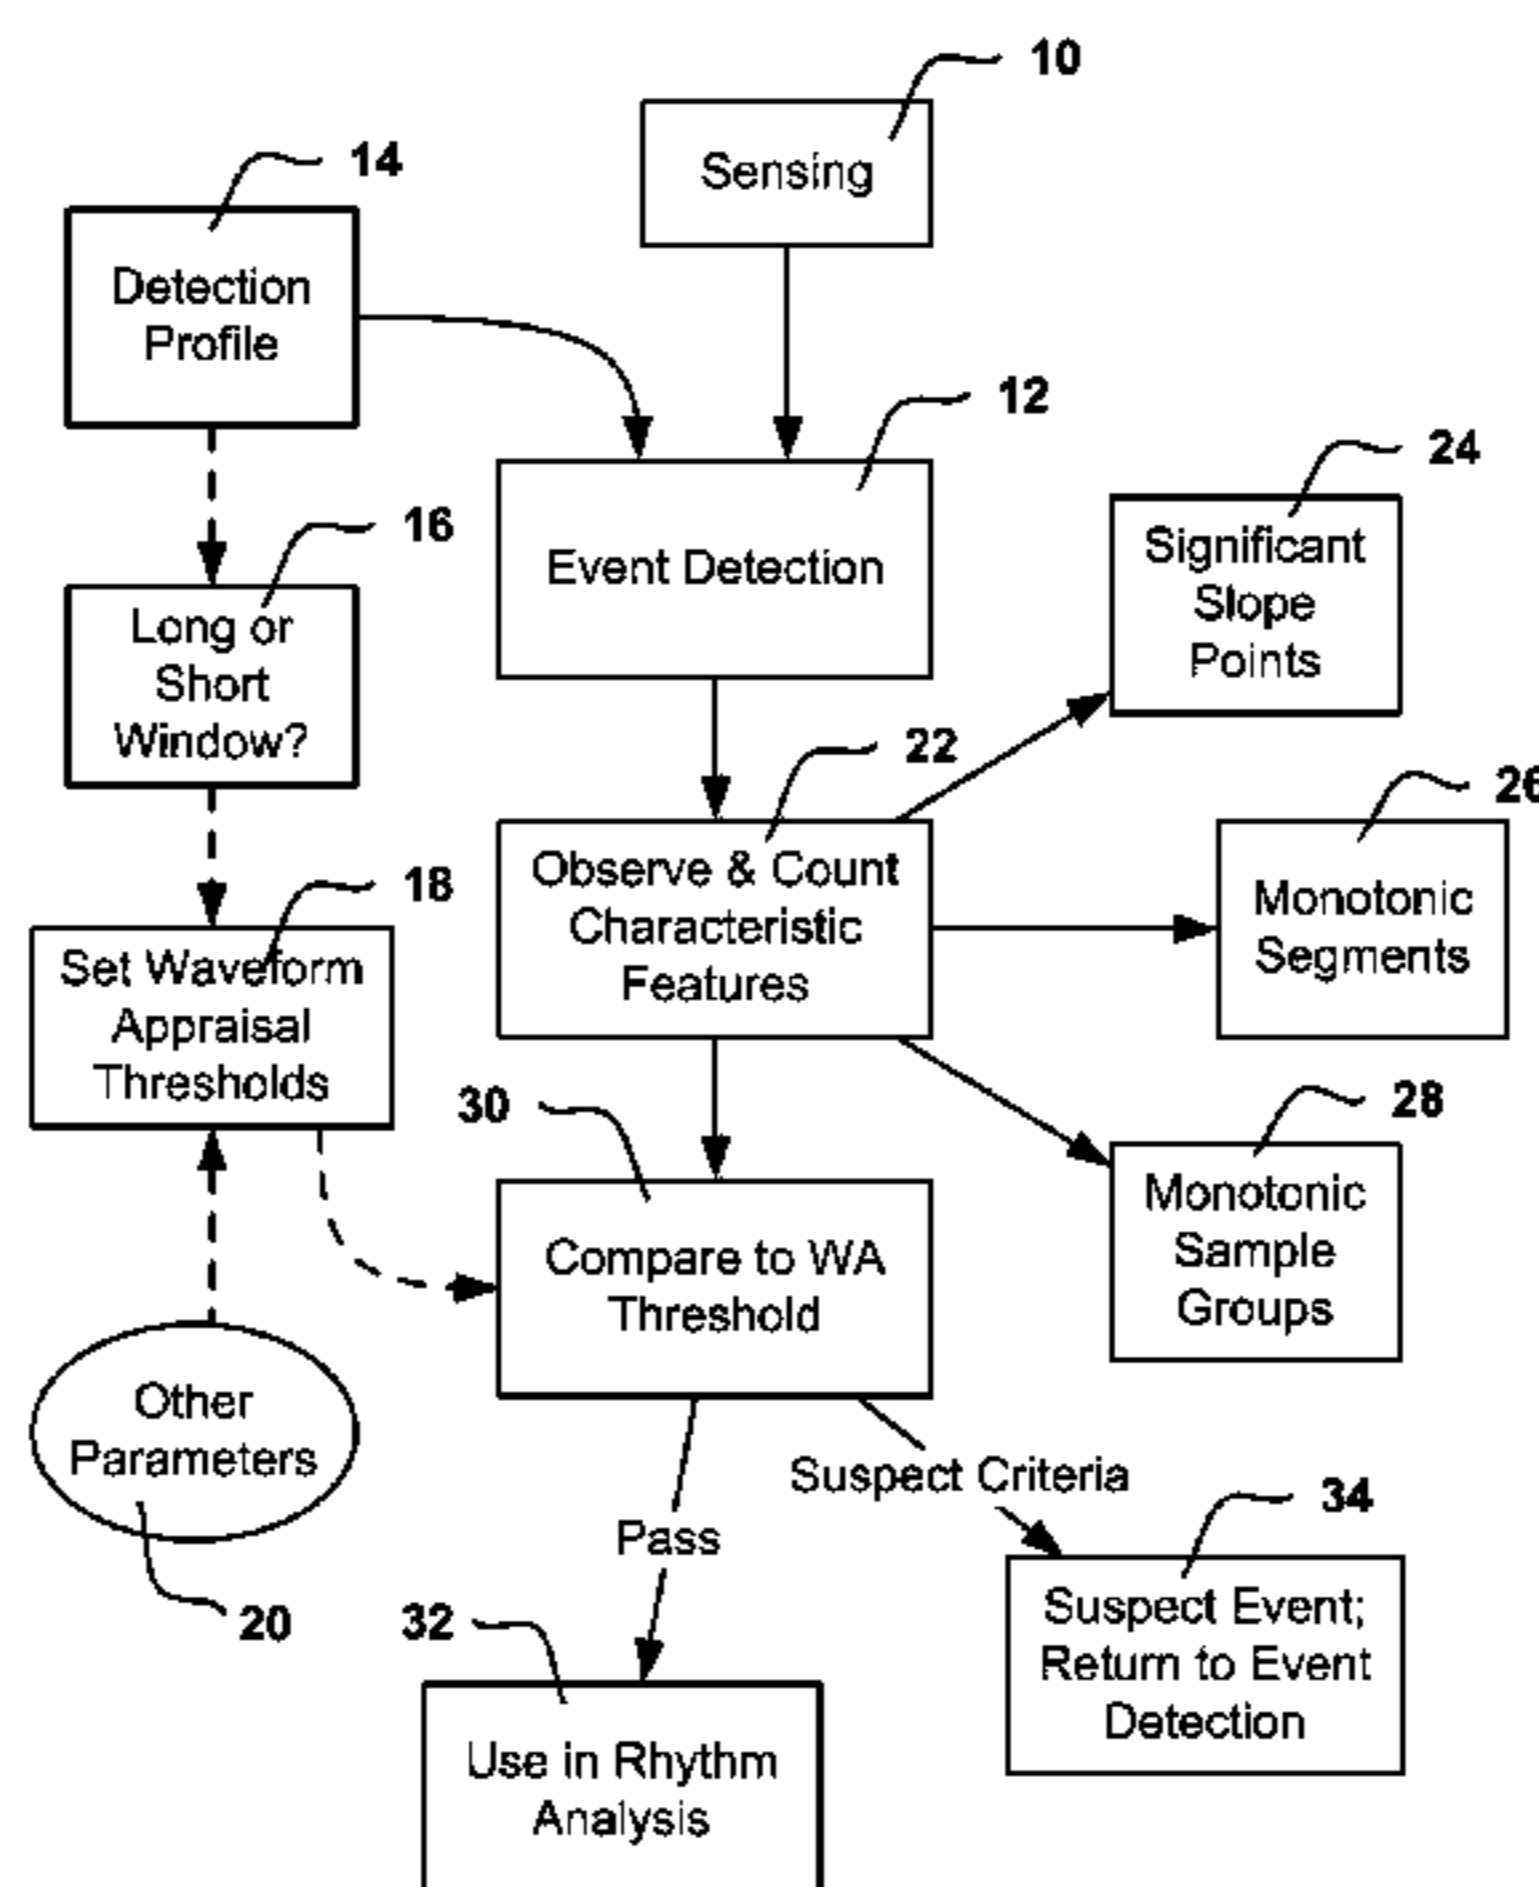 10
Sensing
14
Detection
Profile
12
Event Detection
24
Significant
Slope
Points
16
Long or
Short
Window?
22
Observe & Count
Characteristic
Features
26
Monotonic
Segments
18
Set Waveform
Appraisal
Thresholds
28
Monotonic
Sample
Groups
30
Compare to WA
Threshold
Other
Parameters
20
Suspect Criteria
Pass
34
Suspect Event;
Return to Event
Detection
32
Use in Rhythm
Analysis